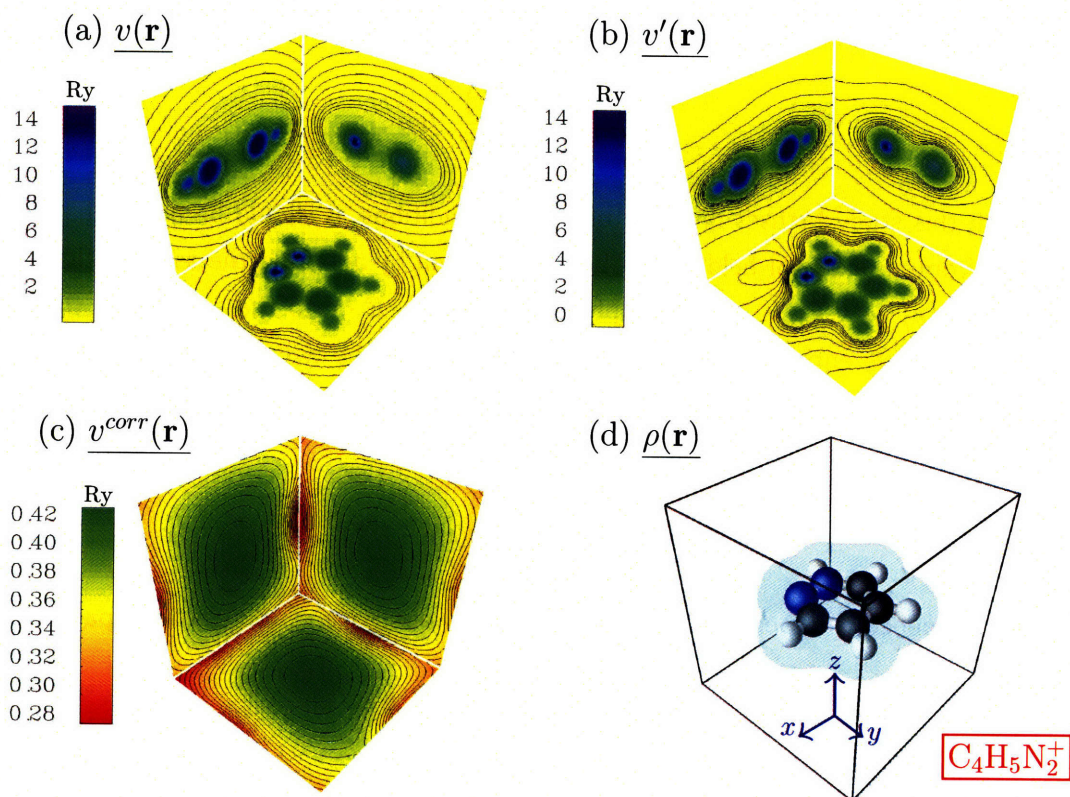 (a) v(r)
Ry
14
12
10
8
6
4
2
(b) v′(r)
Ry
14
12
10
8
6
4
2
0
(c) v^corr(r)
Ry
0.42
0.40
0.38
0.36
0.34
0.32
0.30
0.28
(d) ρ(r)
z
x
y
C₄H₅N₂⁺